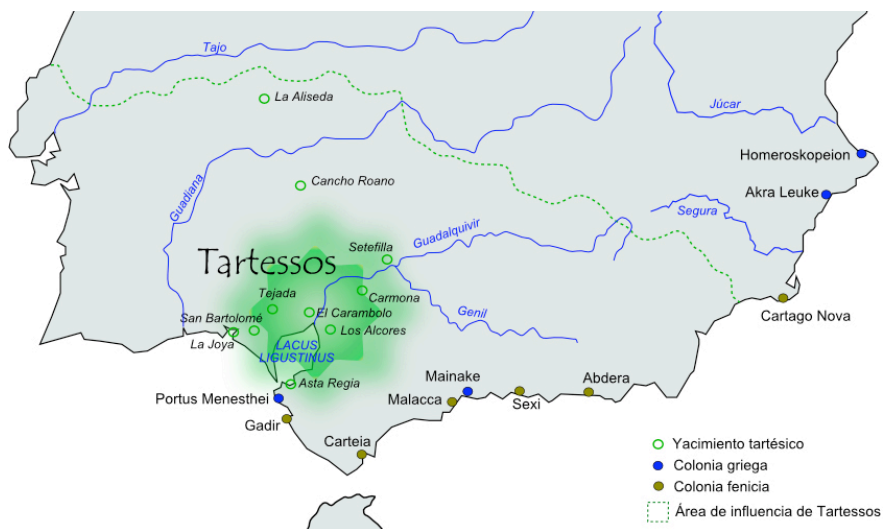 Tajo
La Aliseda
Júcar
Homeroskopeion
Cancho Roano
Akra Leuke
Guadiana
Segura
Guadalquivir
Setefilla
Tartessos
Tejada
Carmona
Cartago Nova
El Carambolo
San Bartolomé
Genil
Los Alcores
La Joya
LACUS
LIGUSTINUS
Asta Regia
Mainake
Abdera
Portus Menesthei
Malacca
Sexi
Gadir
Carteia
Yacimiento tartésico
Colonia griega
Colonia fenicia
Área de influencia de Tartessos